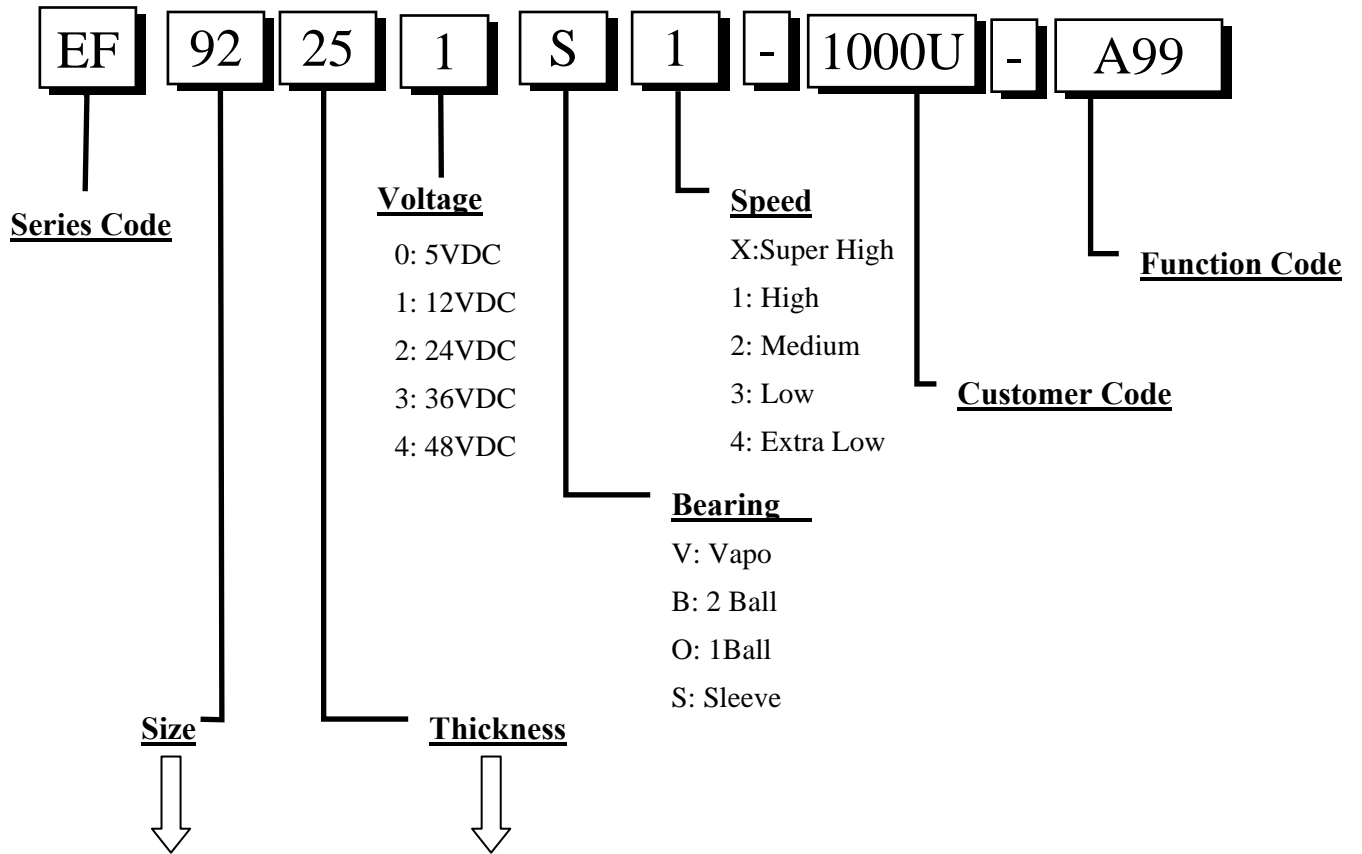 EF 92 25 1 S 1 - 1000U - A99
Series Code
Voltage
0: 5VDC
1: 12VDC
2: 24VDC
3: 36VDC
4: 48VDC
Speed
X:Super High
1: High
2: Medium
3: Low
4: Extra Low
Function Code
Customer Code
Bearing
V: Vapo
B: 2 Ball
O: 1Ball
S: Sleeve
Size
Thickness